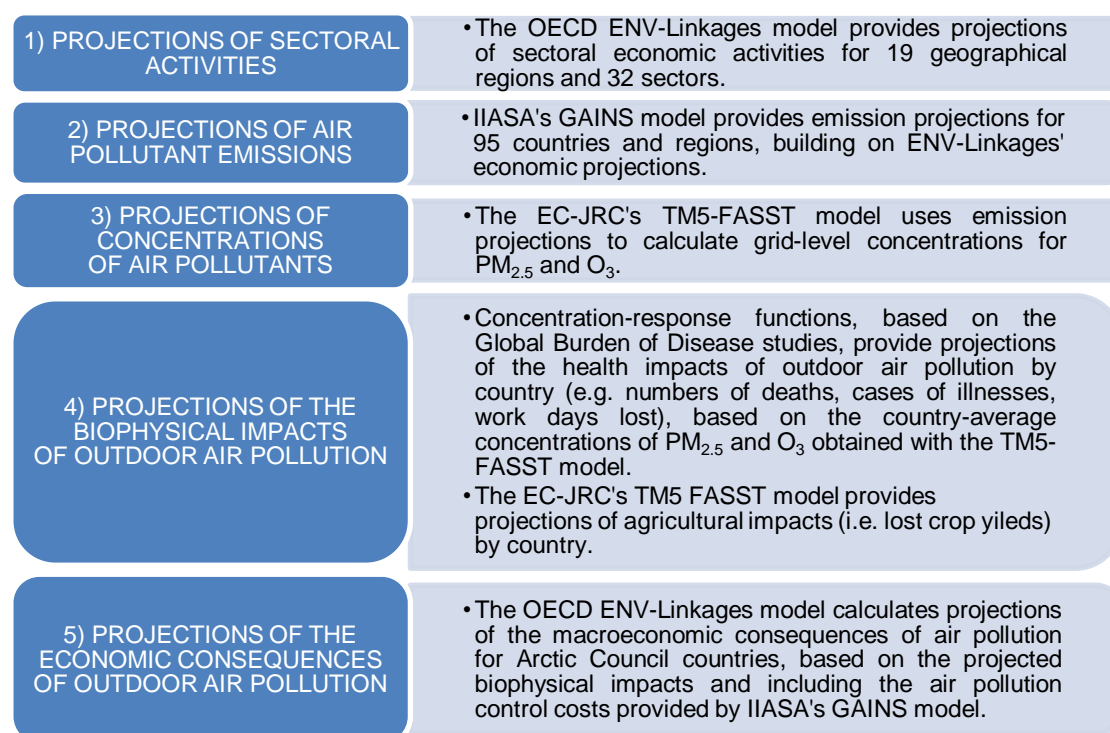 1) PROJECTIONS OF SECTORAL
ACTIVITIES
•The OECD ENV-Linkages model provides projections
of sectoral economic activities for 19 geographical
regions and 32 sectors.
2) PROJECTIONS OF AIR
POLLUTANT EMISSIONS
•IIASA's GAINS model provides emission projections for
95 countries and regions, building on ENV-Linkages'
economic projections.
3) PROJECTIONS OF
CONCENTRATIONS
OF AIR POLLUTANTS
•The EC-JRC's TM5-FASST model uses emission
projections to calculate grid-level concentrations for
PM2.5 and O3.
4) PROJECTIONS OF THE
BIOPHYSICAL IMPACTS
OF OUTDOOR AIR POLLUTION
•Concentration-response functions, based on the
Global Burden of Disease studies, provide projections
of the health impacts of outdoor air pollution by
country (e.g. numbers of deaths, cases of illnesses,
work days lost), based on the country-average
concentrations of PM2.5 and O3 obtained with the TM5-
FASST model.
•The EC-JRC's TM5 FASST model provides
projections of agricultural impacts (i.e. lost crop yileds)
by country.
5) PROJECTIONS OF THE
ECONOMIC CONSEQUENCES
OF OUTDOOR AIR POLLUTION
•The OECD ENV-Linkages model calculates projections
of the macroeconomic consequences of air pollution
for Arctic Council countries, based on the projected
biophysical impacts and including the air pollution
control costs provided by IIASA's GAINS model.